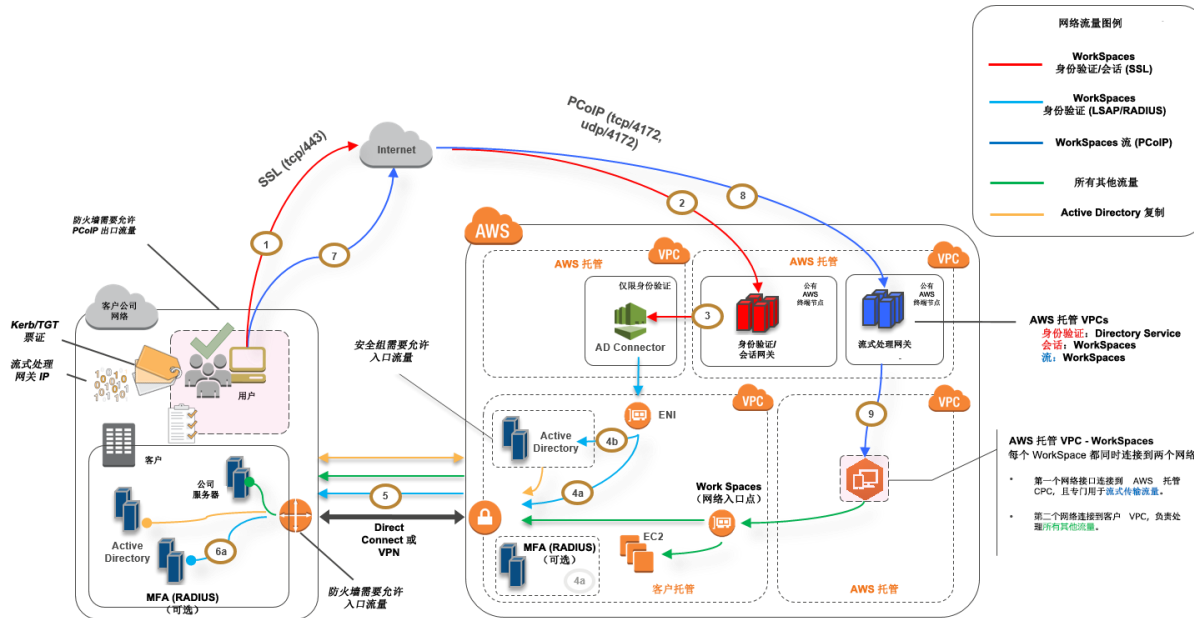 网络流量图例
WorkSpaces
身份验证/会话 (SSL)
WorkSpaces
身份验证 (LSAP/RADIUS)
WorkSpaces 流 (PCoIP)
所有其他流量
Active Directory 复制
PCoIP (tcp/4172,
udp/4172)
SSL (tcp/443)
Internet
1
7
2
8
防火墙需要允许
PCoIP 出口流量
客户公司
网络
Kerb/TGT
票证
流式处理
网关 IP
用户
客户
公司
服务器
Active
Directory
6a
MFA (RADIUS)
(可选)
安全组需要允许
入口流量
5
Direct
Connect 或
VPN
防火墙需要允许
入口流量
AWS
AWS 托管
VPC
仅限身份验证
AD Connector
3
AWS 托管
VPC
公有
AWS
终端节点
身份验证/
会话网关
公有
AWS
终端节点
流式处理网关
AWS 托管 VPCs
身份验证: Directory Service
会话: WorkSpaces
流: WorkSpaces
VPC
ENI
Active
Directory
4b
4a
Work Spaces
(网络入口点)
EC2
MFA (RADIUS)
(可选)
4a
客户托管
VPC
9
AWS 托管
AWS 托管 VPC - WorkSpaces
每个 WorkSpace 都同时连接到两个网络
• 第一个网络接口连接到 AWS 托管
CPC, 且专门用于流式传输流量。
• 第二个网络连接到客户 VPC, 负责处
理所有其他流量。